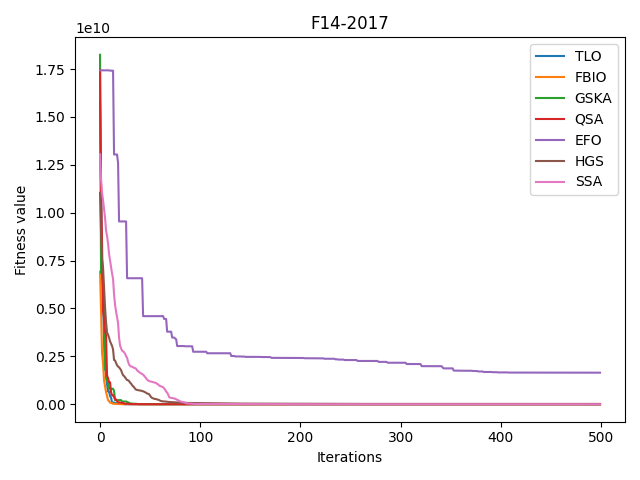 F14-2017
1e10
Fitness value
1.75
1.50
1.25
1.00
0.75
0.50
0.25
0.00
0 100 200 300 400 500
Iterations
TLO
FBIO
GSKA
QSA
EFO
HGS
SSA